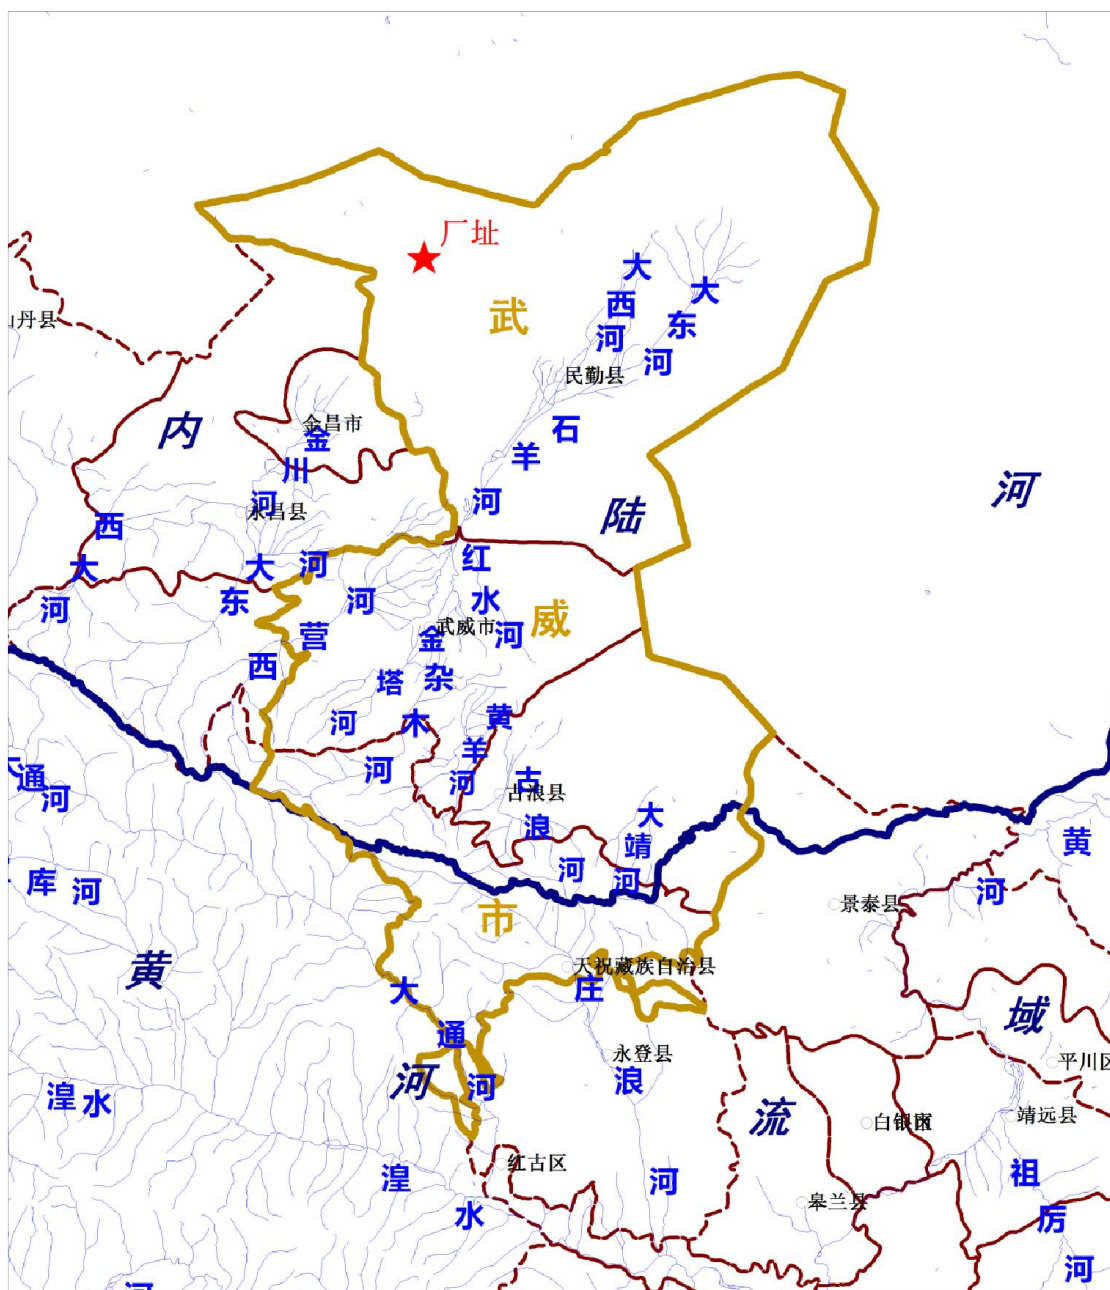 厂址
武威市
内陆河
黄河流域
大西河
大东河
民勤县
石羊河
山丹县
金昌市
金川河
永昌县
西大河
东大河
西营河
红水河
武威市
金塔河
杂木河
黄羊河
古浪县
古浪河
大靖河
通河
库河
黄河
景泰县
天祝藏族自治县
大通河
庄浪河
永登县
平川区
湟水
白银市
靖远县
红古区
湟水
皋兰县
祖厉河
河